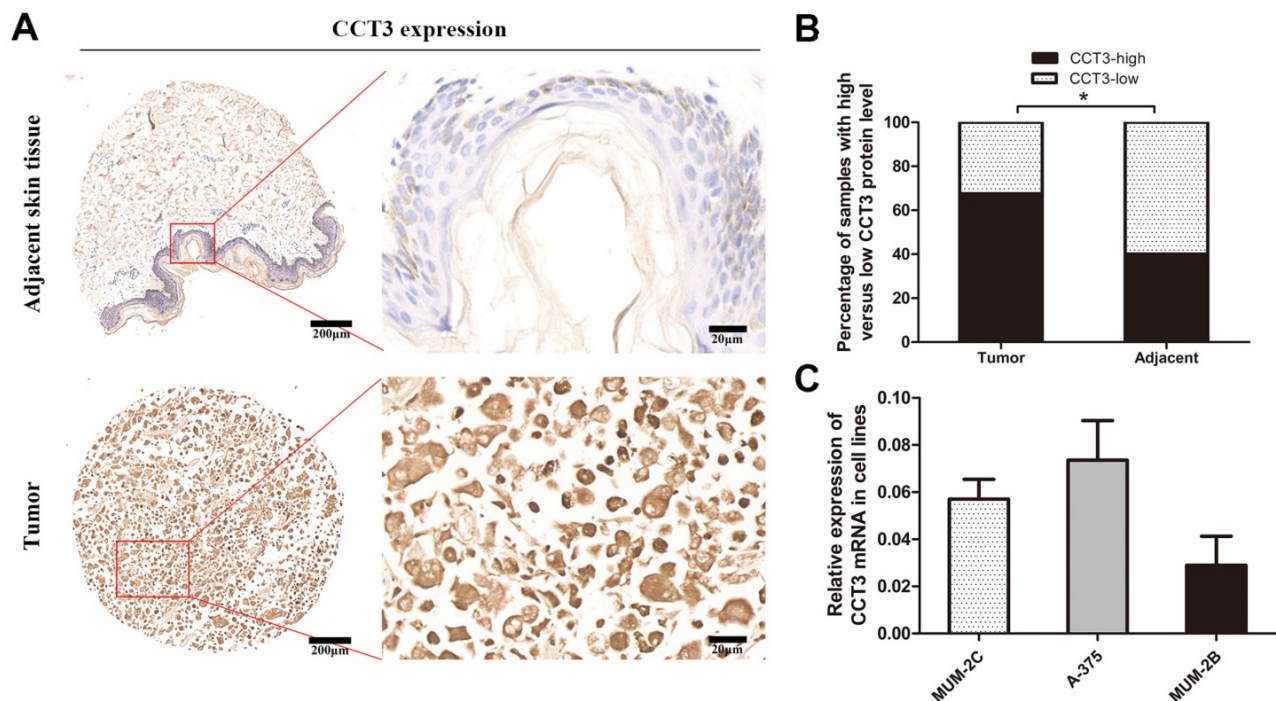 A
CCT3 expression
Adjacent skin tissue
200μm
20μm
Tumor
200μm
20μm
B
CCT3-high
CCT3-low
*
Percentage of samples with high
versus low CCT3 protein level
100
80
60
40
20
0
Tumor
Adjacent
C
Relative expression of
CCT3 mRNA in cell lines
0.10
0.08
0.06
0.04
0.02
0.00
MUM-2C
A-375
MUM-2B